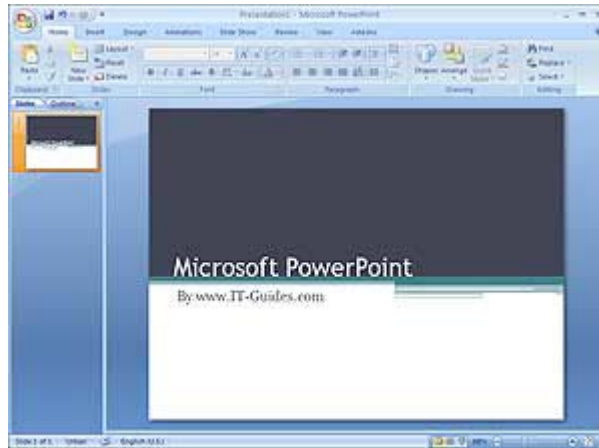 Presentation1 - Microsoft PowerPoint
Home Insert Design Animations Slide Show Review View Add-Ins
Layout Find
Reset Replace
Paste New Slide Delete Shapes Arrange Select
Clipboard Slides Font Paragraph Drawing Editing
Slides Outline
Microsoft PowerPoint
By www.IT-Guides.com
Slide 1 of 1 "Urban" English (U.S.)